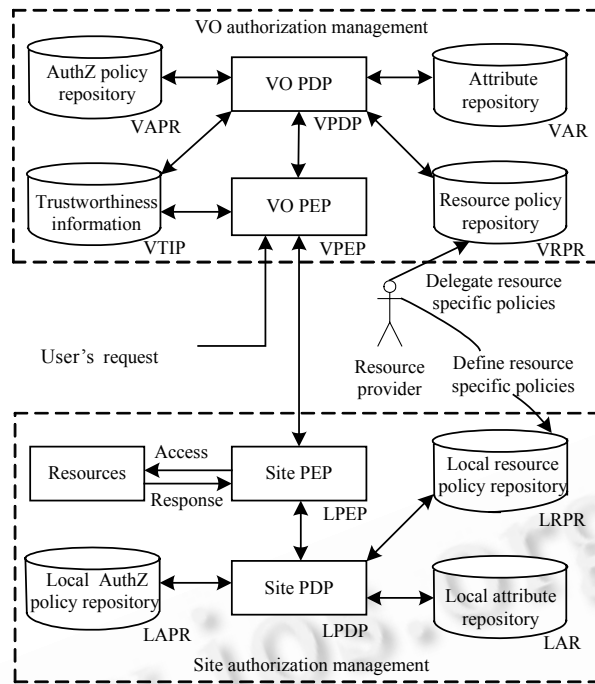 VO authorization management
AuthZ policy
repository
VAPR
VO PDP
VPDP
Attribute
repository
VAR
Trustworthiness
information
VTIP
VO PEP
VPEP
Resource policy
repository
VRPR
Delegate resource
specific policies
User's request
Resource
provider
Define resource
specific policies
Resources
Access
Response
Site PEP
LPEP
Local resource
policy repository
LRPR
Local AuthZ
policy repository
LAPR
Site PDP
LPDP
Local attribute
repository
LAR
Site authorization management